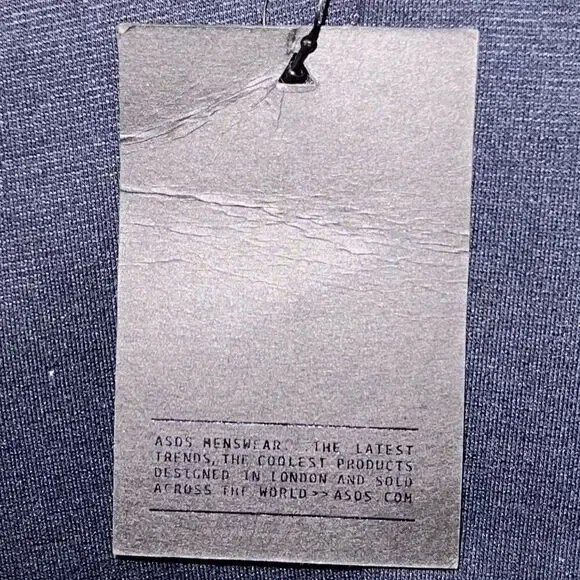 ASOS MENSWEAR THE LATEST
TRENDS, THE COOLEST PRODUCTS
DESIGNED IN LONDON AND SOLD
ACROSS THE WORLD >> ASOS.COM